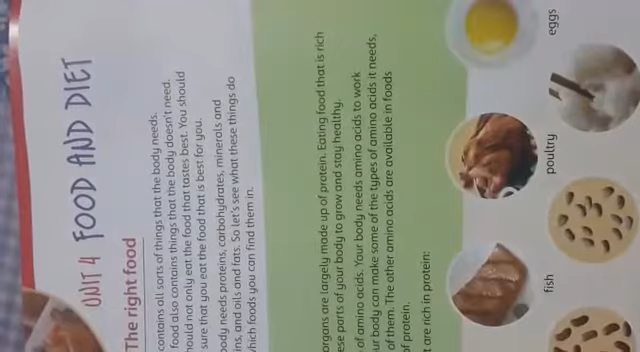 UNIT 4 FOOD AND DIET
The right food
contains all sorts of things that the body needs.
food also contains things that the body doesn't need.
should not only eat the food that tastes best. You should
sure that you eat the food that is best for you.
body needs proteins, carbohydrates, minerals and
ins, and oils and fats. So let's see what these things do
which foods you can find them in.
organs are largely made up of protein. Eating food that is rich
ese parts of your body to grow and stay healthy.
of amino acids. Your body needs amino acids to work
ur body can make some of the types of amino acids it needs,
of them. The other amino acids are available in foods
of protein.
t are rich in protein:
fish poultry eggs